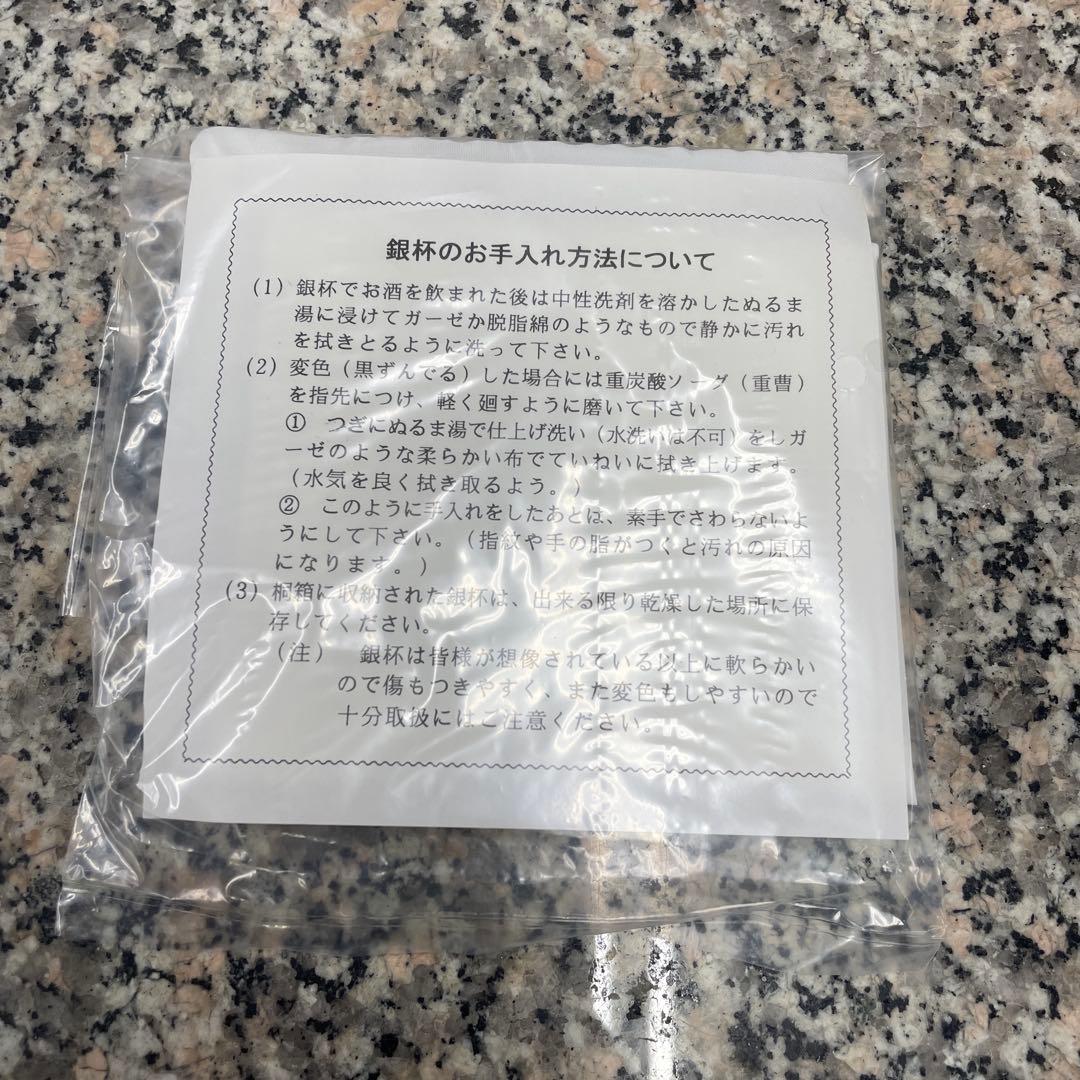 銀杯のお手入れ方法について
(1) 銀杯でお酒を飲まれた後は中性洗剤を溶かしたぬるま
湯に浸けてガーゼか脱脂綿のようなもので静かに汚れ
を拭きとるように洗って下さい。
(2) 変色（黒ずんでる）した場合には重炭酸ソーダ（重曹）
を指先につけ、軽く廻すように磨いて下さい。
① つぎにぬるま湯で仕上げ洗い（水洗いは不可）をしガ
ーゼのような柔らかい布でていねいに拭き上げます。
（水気を良く拭き取るよう。）
② このように手入れをしたあとは、素手でさわらないよ
うにして下さい。（指紋や手の脂がつくと汚れの原因
になります。）
(3) 桐箱に収納された銀杯は、出来る限り乾燥した場所に保
存してください。
（注） 銀杯は皆様が想像されている以上に軟らかい
ので傷もつきやすく、また変色もしやすいので
十分取扱にはご注意ください。